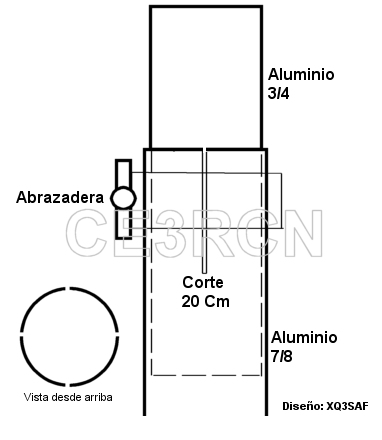 Aluminio
3/4
Abrazadera
CE3RCN
Corte
20 Cm
Aluminio
7/8
Vista desde arriba
Diseño: XQ3SAF